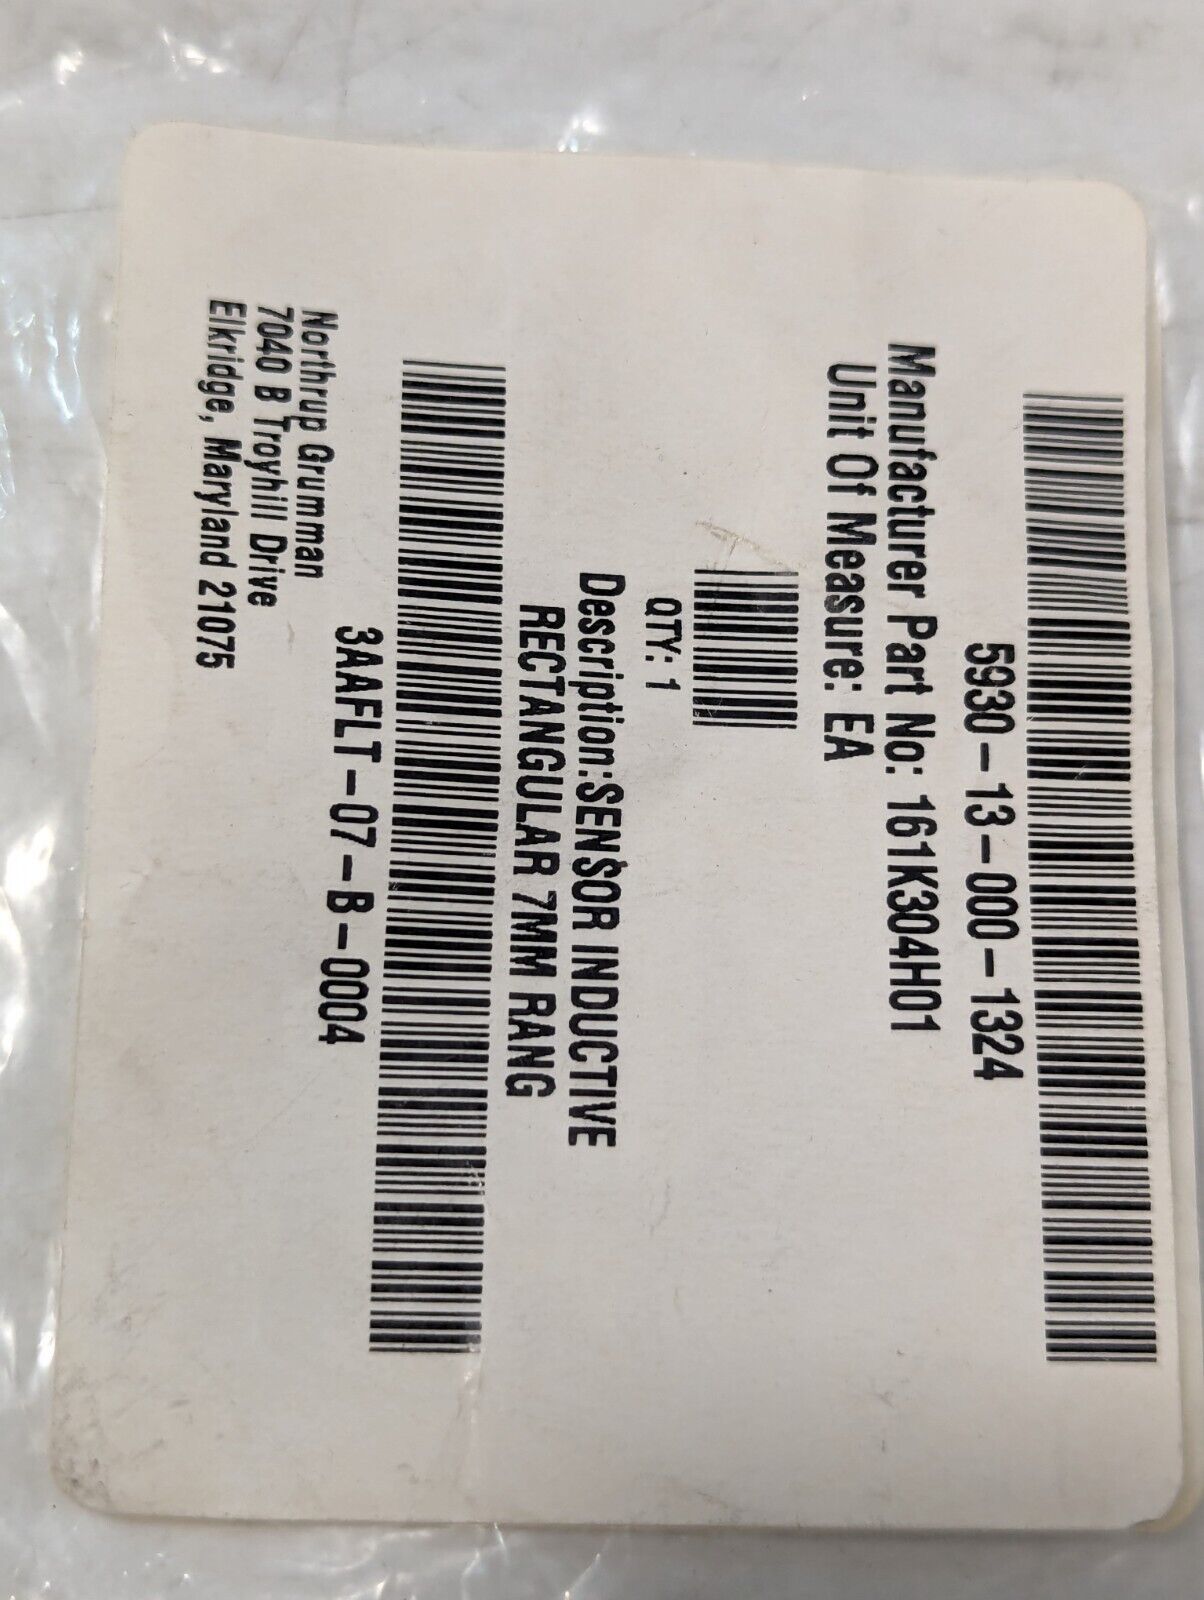 5930-13-000-1324
Manufacturer Part No: 161K304H01
Unit Of Measure: EA
QTY: 1
Description:SENSOR INDUCTIVE
RECTANGULAR 7MM RANG
3AAFLT-07-B-0004
Northrup Grumman
7040 B Troyhill Drive
Elkridge, Maryland 21075